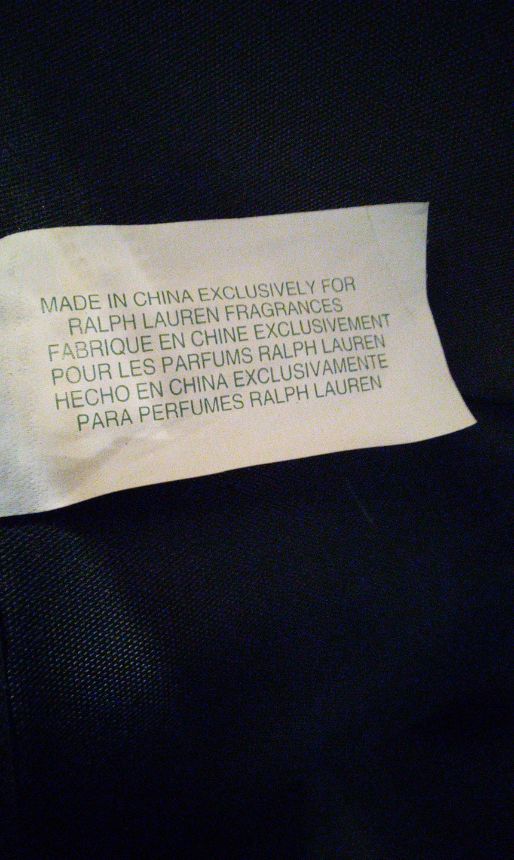 MADE IN CHINA EXCLUSIVELY FOR
RALPH LAUREN FRAGRANCES
FABRIQUE EN CHINE EXCLUSIVEMENT
POUR LES PARFUMS RALPH LAUREN
HECHO EN CHINA EXCLUSIVAMENTE
PARA PERFUMES RALPH LAUREN